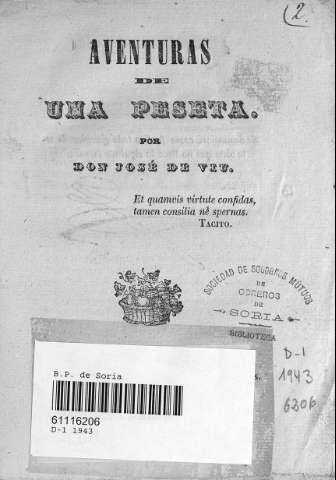 (2.
AVENTURAS
DE
UNA PESETA.
POR
DON JOSÉ DE VIU.
Et quamvis virtute confidas,
tamen consilia nè spernas.
TACITO.
SOCIEDAD DE SOCORROS MUTUOS
DE
OBREROS
DE
SORIA
BIBLIOTECA
B.P. de Soria
61116206
D-1 1943
D-1
1943
6206